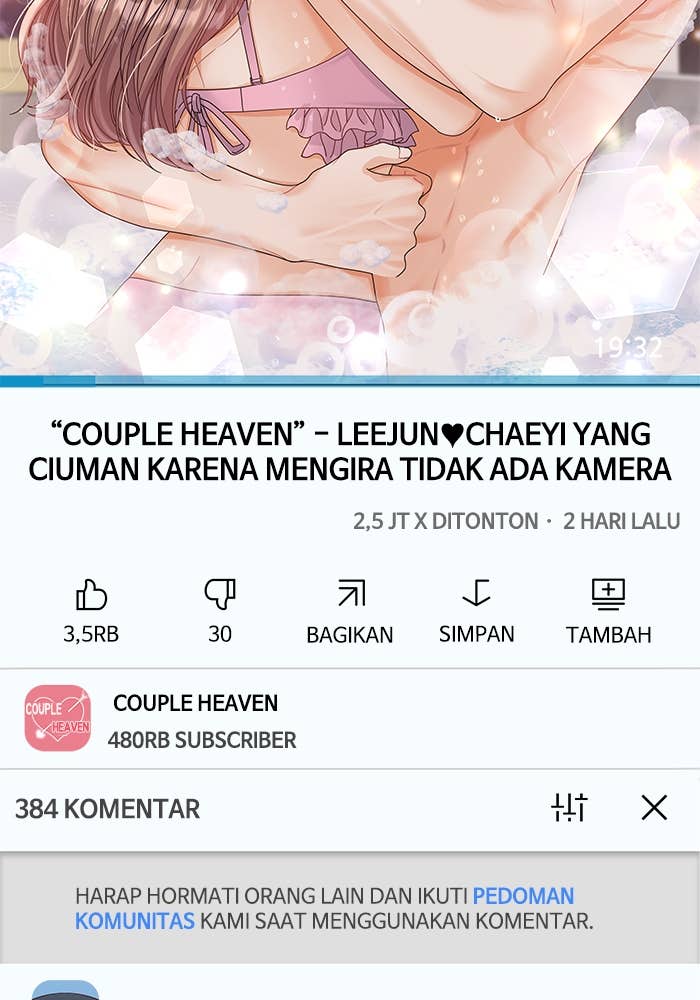 19:32
“COUPLE HEAVEN” – LEEJUN♥CHAEYI YANG
CIUMAN KARENA MENGIRA TIDAK ADA KAMERA
2,5 JT X DITONTON · 2 HARI LALU
3,5RB 30 BAGIKAN SIMPAN TAMBAH
COUPLE
HEAVEN
COUPLE HEAVEN
480RB SUBSCRIBER
384 KOMENTAR
HARAP HORMATI ORANG LAIN DAN IKUTI PEDOMAN
KOMUNITAS KAMI SAAT MENGGUNAKAN KOMENTAR.